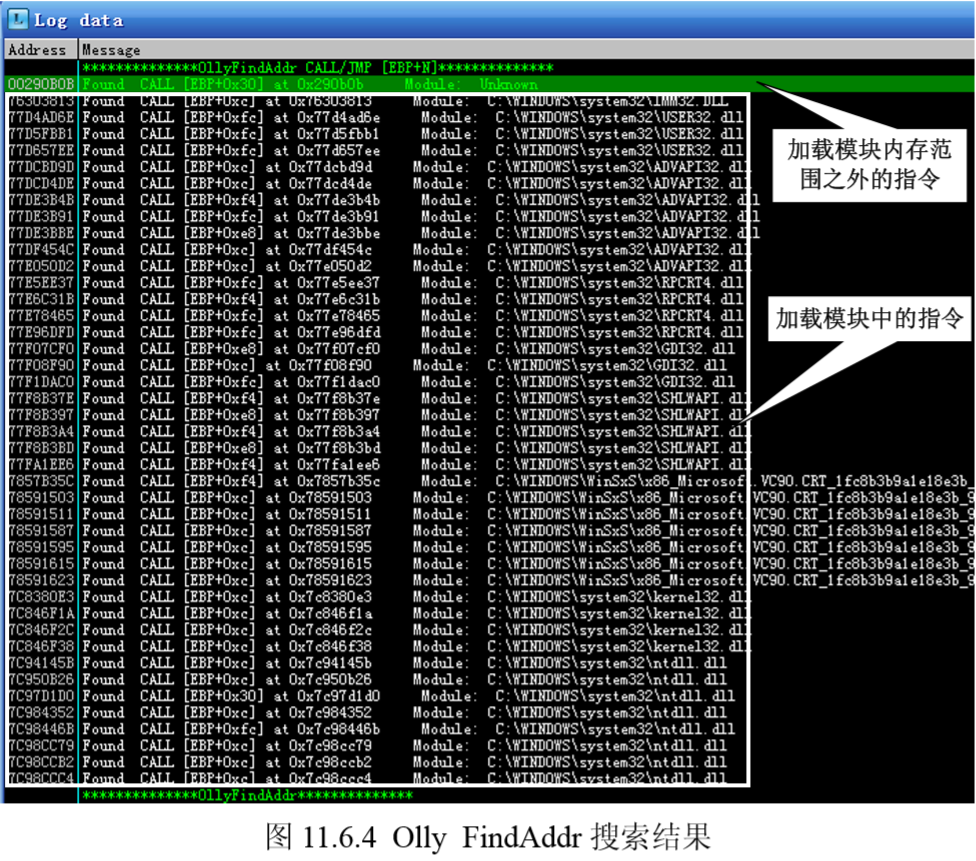 L Log data
Address Message
**************OllyFindAddr CALL/JMP [EBP+N]**************
00290B0B Found CALL [EBP+0x30] at 0x290b0b Module: Unknown
76303813 Found CALL [EBP+0xc] at 0x76303813 Module: C:\WINDOWS\system32\IMM32.DLL
77D4AD6E Found CALL [EBP+0xfc] at 0x77d4ad6e Module: C:\WINDOWS\system32\USER32.dll
77D5FBB1 Found CALL [EBP+0xfc] at 0x77d5fbb1 Module: C:\WINDOWS\system32\USER32.dll
77D657EE Found CALL [EBP+0xfc] at 0x77d657ee Module: C:\WINDOWS\system32\USER32.dll
加载模块内存范
围之外的指令
77DCBD9D Found CALL [EBP+0xc] at 0x77dcbd9d Module: C:\WINDOWS\system32\ADVAPI32.dll
77DCD4DE Found CALL [EBP+0xc] at 0x77dcd4de Module: C:\WINDOWS\system32\ADVAPI32.dll
77DE3B4B Found CALL [EBP+0xf4] at 0x77de3b4b Module: C:\WINDOWS\system32\ADVAPI32.dll
77DE3B91 Found CALL [EBP+0xfc] at 0x77de3b91 Module: C:\WINDOWS\system32\ADVAPI32.dll
77DE3BBE Found CALL [EBP+0xe8] at 0x77de3bbe Module: C:\WINDOWS\system32\ADVAPI32.dll
77DF454C Found CALL [EBP+0xc] at 0x77df454c Module: C:\WINDOWS\system32\ADVAPI32.dll
77E050D2 Found CALL [EBP+0xc] at 0x77e050d2 Module: C:\WINDOWS\system32\ADVAPI32.dll
77E5EE37 Found CALL [EBP+0xfc] at 0x77e5ee37 Module: C:\WINDOWS\system32\RPCRT4.dll
77E6C31B Found CALL [EBP+0xfc] at 0x77e6c31b Module: C:\WINDOWS\system32\RPCRT4.dll
77E78465 Found CALL [EBP+0xfc] at 0x77e78465 Module: C:\WINDOWS\system32\RPCRT4.dll
77E96DFD Found CALL [EBP+0xfc] at 0x77e96dfd Module: C:\WINDOWS\system32\RPCRT4.dll
加载模块中的指令
77F07CF0 Found CALL [EBP+0xe8] at 0x77f07cf0 Module: C:\WINDOWS\system32\GDI32.dll
77F08F90 Found CALL [EBP+0xc] at 0x77f08f90 Module: C:\WINDOWS\system32\GDI32.dll
77F1DAC0 Found CALL [EBP+0xfc] at 0x77f1dac0 Module: C:\WINDOWS\system32\GDI32.dll
77F8B37E Found CALL [EBP+0xf4] at 0x77f8b37e Module: C:\WINDOWS\system32\SHLWAPI.dll
77F8B397 Found CALL [EBP+0xe8] at 0x77f8b397 Module: C:\WINDOWS\system32\SHLWAPI.dll
77F8B3A4 Found CALL [EBP+0xf4] at 0x77f8b3a4 Module: C:\WINDOWS\system32\SHLWAPI.dll
77F8B3BD Found CALL [EBP+0xe8] at 0x77f8b3bd Module: C:\WINDOWS\system32\SHLWAPI.dll
77FA1EE6 Found CALL [EBP+0xf4] at 0x77fa1ee6 Module: C:\WINDOWS\system32\SHLWAPI.dll
7857B35C Found CALL [EBP+0xf4] at 0x7857b35c Module: C:\WINDOWS\WinSxS\x86_Microsoft.VC90.CRT_1fc8b3b9a1e18e3b_
78591503 Found CALL [EBP+0xc] at 0x78591503 Module: C:\WINDOWS\WinSxS\x86_Microsoft.VC90.CRT_1fc8b3b9a1e18e3b_9
78591511 Found CALL [EBP+0xc] at 0x78591511 Module: C:\WINDOWS\WinSxS\x86_Microsoft.VC90.CRT_1fc8b3b9a1e18e3b_9
78591587 Found CALL [EBP+0xc] at 0x78591587 Module: C:\WINDOWS\WinSxS\x86_Microsoft.VC90.CRT_1fc8b3b9a1e18e3b_9
78591595 Found CALL [EBP+0xc] at 0x78591595 Module: C:\WINDOWS\WinSxS\x86_Microsoft.VC90.CRT_1fc8b3b9a1e18e3b_9
78591615 Found CALL [EBP+0xc] at 0x78591615 Module: C:\WINDOWS\WinSxS\x86_Microsoft.VC90.CRT_1fc8b3b9a1e18e3b_9
78591623 Found CALL [EBP+0xc] at 0x78591623 Module: C:\WINDOWS\WinSxS\x86_Microsoft.VC90.CRT_1fc8b3b9a1e18e3b_9
7C8380E3 Found CALL [EBP+0xc] at 0x7c8380e3 Module: C:\WINDOWS\system32\kernel32.dll
7C846F1A Found CALL [EBP+0xc] at 0x7c846f1a Module: C:\WINDOWS\system32\kernel32.dll
7C846F2C Found CALL [EBP+0xc] at 0x7c846f2c Module: C:\WINDOWS\system32\kernel32.dll
7C846F38 Found CALL [EBP+0xc] at 0x7c846f38 Module: C:\WINDOWS\system32\kernel32.dll
7C94145B Found CALL [EBP+0xc] at 0x7c94145b Module: C:\WINDOWS\system32\ntdll.dll
7C950B26 Found CALL [EBP+0xc] at 0x7c950b26 Module: C:\WINDOWS\system32\ntdll.dll
7C97D1D0 Found CALL [EBP+0x30] at 0x7c97d1d0 Module: C:\WINDOWS\system32\ntdll.dll
7C984352 Found CALL [EBP+0xc] at 0x7c984352 Module: C:\WINDOWS\system32\ntdll.dll
7C98446B Found CALL [EBP+0xfc] at 0x7c98446b Module: C:\WINDOWS\system32\ntdll.dll
7C98CC79 Found CALL [EBP+0xc] at 0x7c98cc79 Module: C:\WINDOWS\system32\ntdll.dll
7C98CCB2 Found CALL [EBP+0xc] at 0x7c98ccb2 Module: C:\WINDOWS\system32\ntdll.dll
7C98CCC4 Found CALL [EBP+0xc] at 0x7c98ccc4 Module: C:\WINDOWS\system32\ntdll.dll
**************OllyFindAddr**************
图 11.6.4 Olly FindAddr 搜索结果